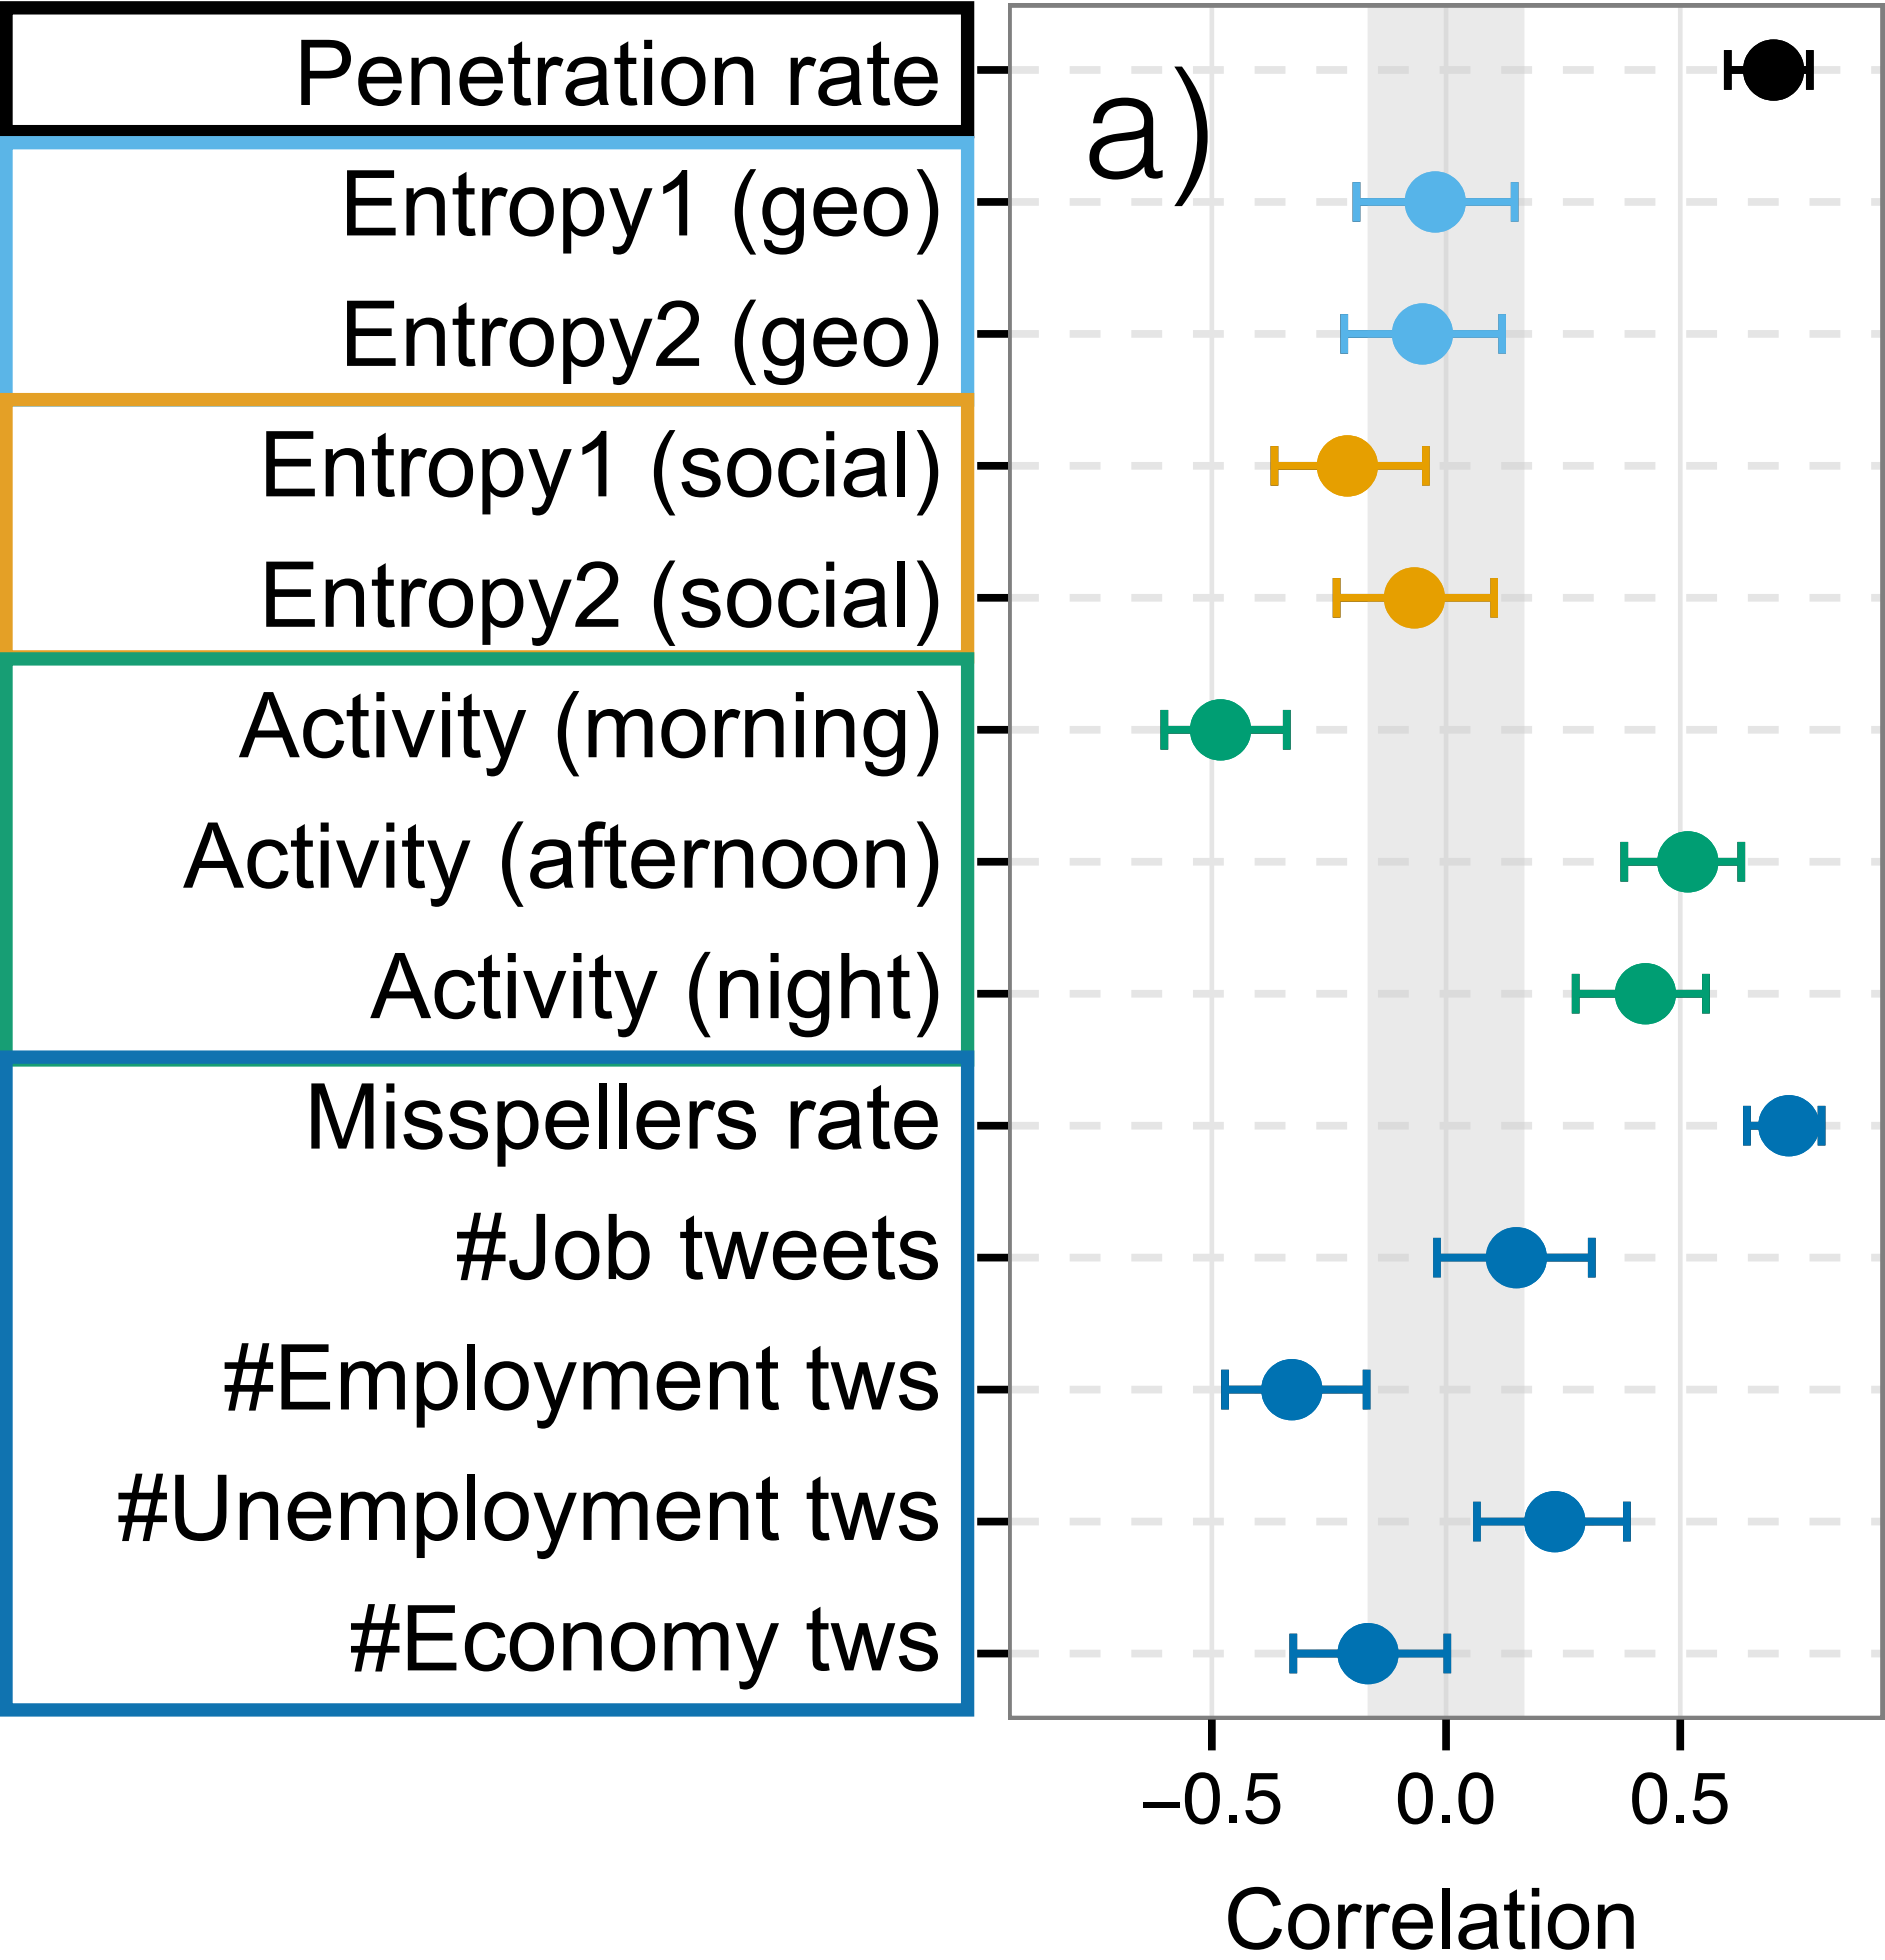 Penetration rate
a)
Entropy1 (geo)
Entropy2 (geo)
Entropy1 (social)
Entropy2 (social)
Activity (morning)
Activity (afternoon)
Activity (night)
Misspellers rate
#Job tweets
#Employment tws
#Unemployment tws
#Economy tws
−0.5 0.0 0.5
Correlation